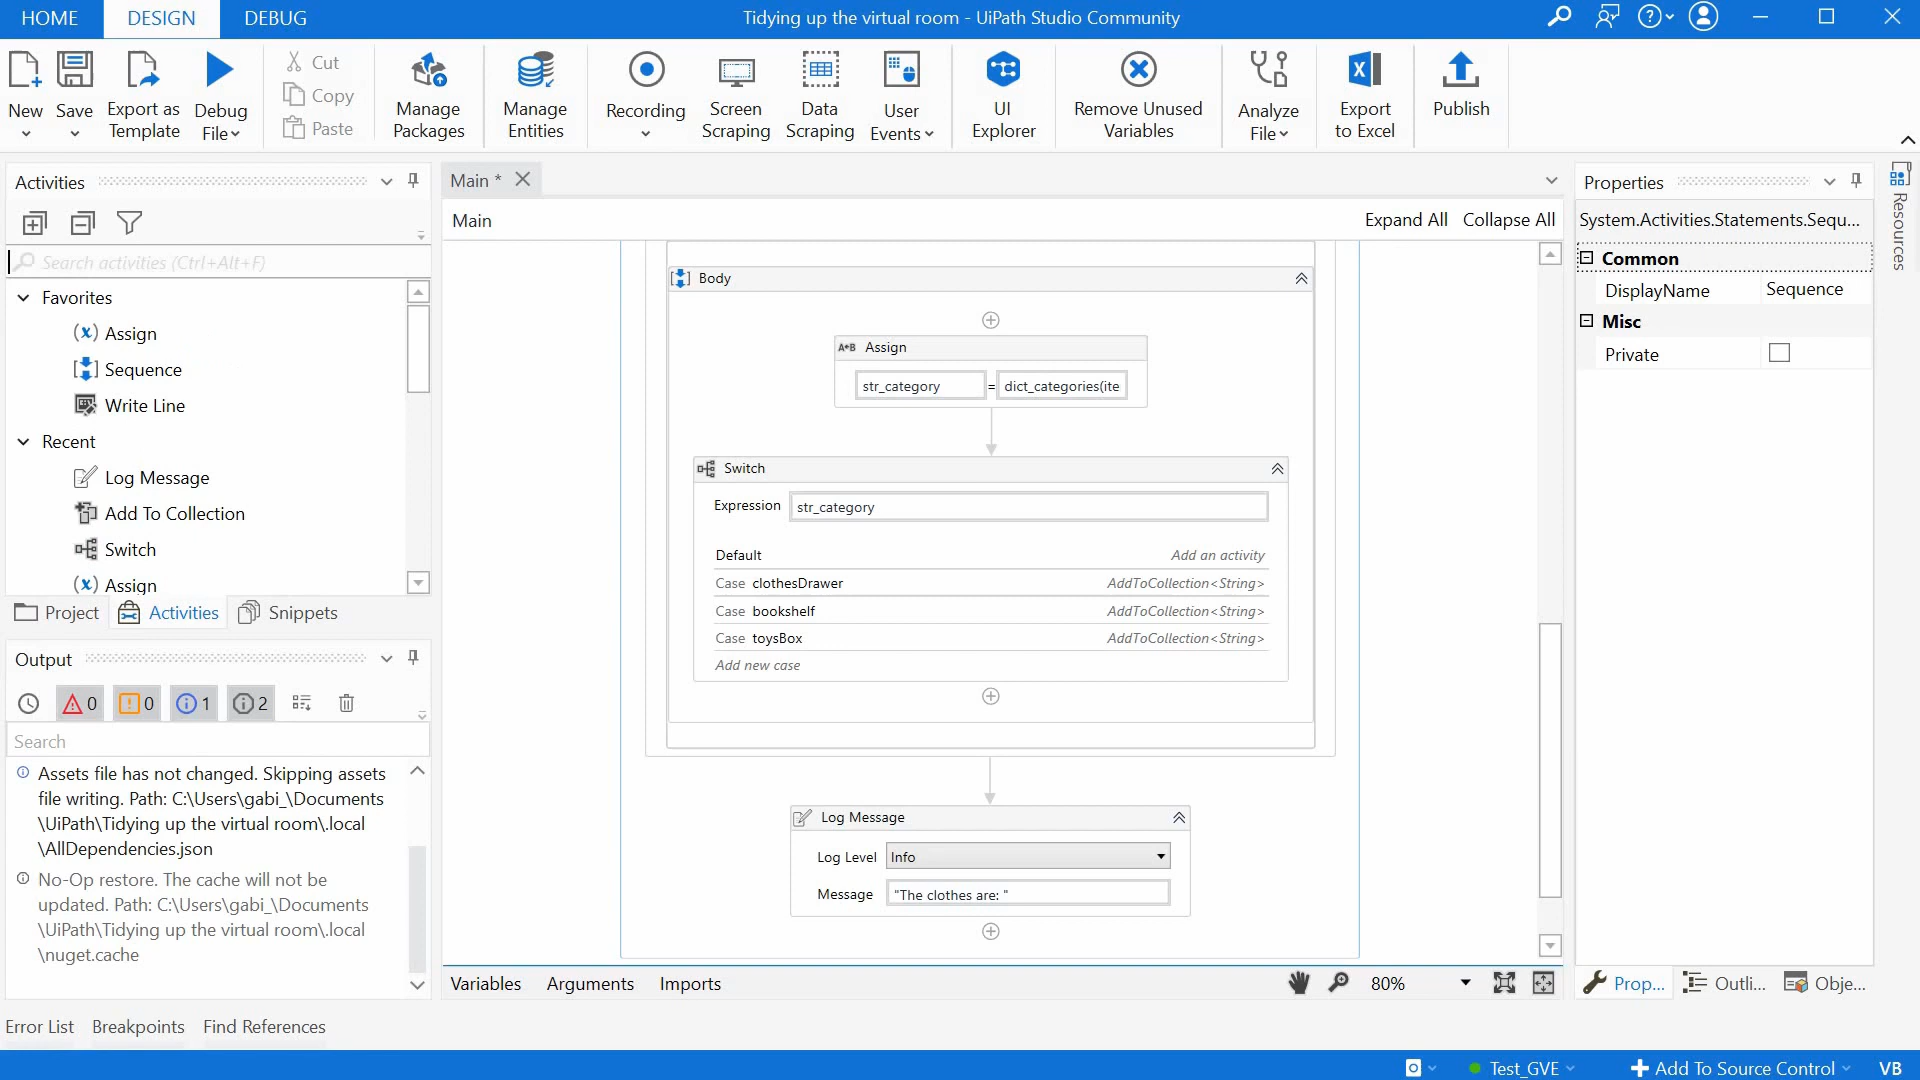 HOME DESIGN DEBUG
Tidying up the virtual room - UiPath Studio Community
New Save Export as Template Debug File
Cut
Copy
Paste
Manage Packages
Manage Entities
Recording
Screen Scraping
Data Scraping
User Events
UI Explorer
Remove Unused Variables
Analyze File
Export to Excel
Publish
Activities
Search activities (Ctrl+Alt+F)
Favorites
Assign
Sequence
Write Line
Recent
Log Message
Add To Collection
Switch
Assign
Project Activities Snippets
Output
0 0 1 2
Search
Assets file has not changed. Skipping assets
file writing. Path: C:\Users\gabi_\Documents
\UiPath\Tidying up the virtual room\.local
\AllDependencies.json
No-Op restore. The cache will not be
updated. Path: C:\Users\gabi_\Documents
\UiPath\Tidying up the virtual room\.local
\nuget.cache
Main *
Main Expand All Collapse All
Body
A+B Assign
str_category = dict_categories(ite
Switch
Expression str_category
Default Add an activity
Case clothesDrawer AddToCollection<String>
Case bookshelf AddToCollection<String>
Case toysBox AddToCollection<String>
Add new case
Log Message
Log Level Info
Message "The clothes are: "
Variables Arguments Imports 80%
Properties
System.Activities.Statements.Sequ...
Common
DisplayName Sequence
Misc
Private
Prop... Outli... Obje...
Resources
Error List Breakpoints Find References
Test_GVE Add To Source Control VB